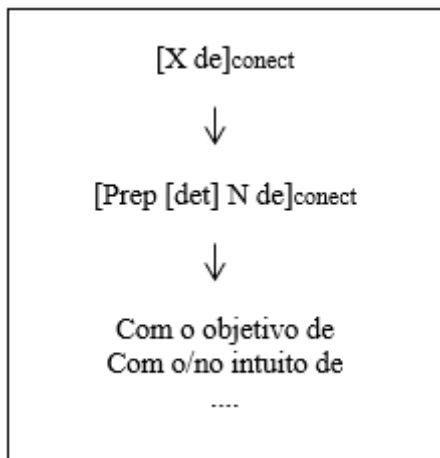 [X de]conect
↓
[Prep [det] N de]conect
↓
Com o objetivo de
Com o/no intuito de
....